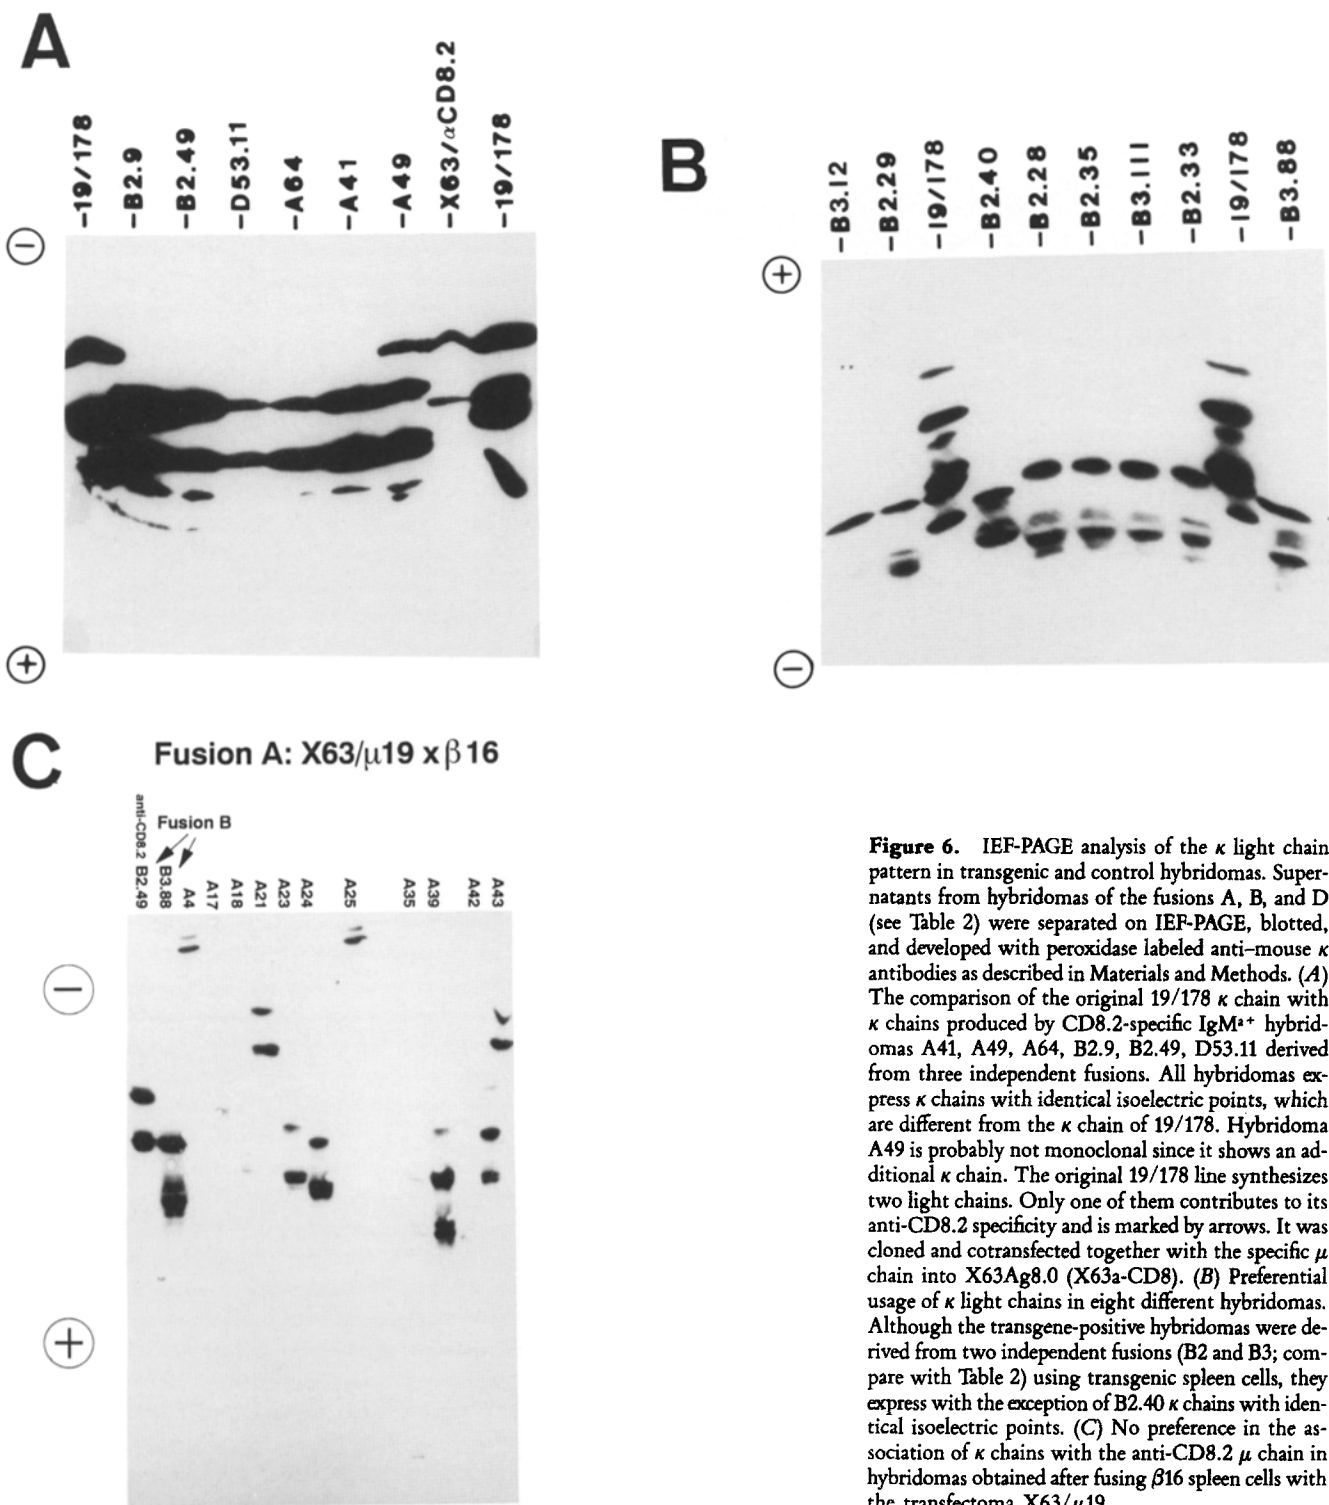 A
-19/178
-B2.9
-B2.49
-D53.11
-A64
-A41
-A49
-X63/αCD8.2
-19/178
−
+
B
-B3.12
-B2.29
-19/178
-B2.40
-B2.28
-B2.35
-B3.111
-B2.33
-19/178
-B3.88
+
−
C
Fusion A: X63/μ19 x β16
anti-CD8.2
Fusion B
B2.49
B3.88
A4
A17
A18
A21
A23
A24
A25
A35
A39
A42
A43
−
+
Figure 6. IEF-PAGE analysis of the κ light chain
pattern in transgenic and control hybridomas. Super-
natants from hybridomas of the fusions A, B, and D
(see Table 2) were separated on IEF-PAGE, blotted,
and developed with peroxidase labeled anti–mouse κ
antibodies as described in Materials and Methods. (A)
The comparison of the original 19/178 κ chain with
κ chains produced by CD8.2-specific IgMᵃ⁺ hybrid-
omas A41, A49, A64, B2.9, B2.49, D53.11 derived
from three independent fusions. All hybridomas ex-
press κ chains with identical isoelectric points, which
are different from the κ chain of 19/178. Hybridoma
A49 is probably not monoclonal since it shows an ad-
ditional κ chain. The original 19/178 line synthesizes
two light chains. Only one of them contributes to its
anti-CD8.2 specificity and is marked by arrows. It was
cloned and cotransfected together with the specific μ
chain into X63Ag8.0 (X63a-CD8). (B) Preferential
usage of κ light chains in eight different hybridomas.
Although the transgene-positive hybridomas were de-
rived from two independent fusions (B2 and B3; com-
pare with Table 2) using transgenic spleen cells, they
express with the exception of B2.40 κ chains with iden-
tical isoelectric points. (C) No preference in the as-
sociation of κ chains with the anti-CD8.2 μ chain in
hybridomas obtained after fusing β16 spleen cells with
the transfectoma X63/μ19.